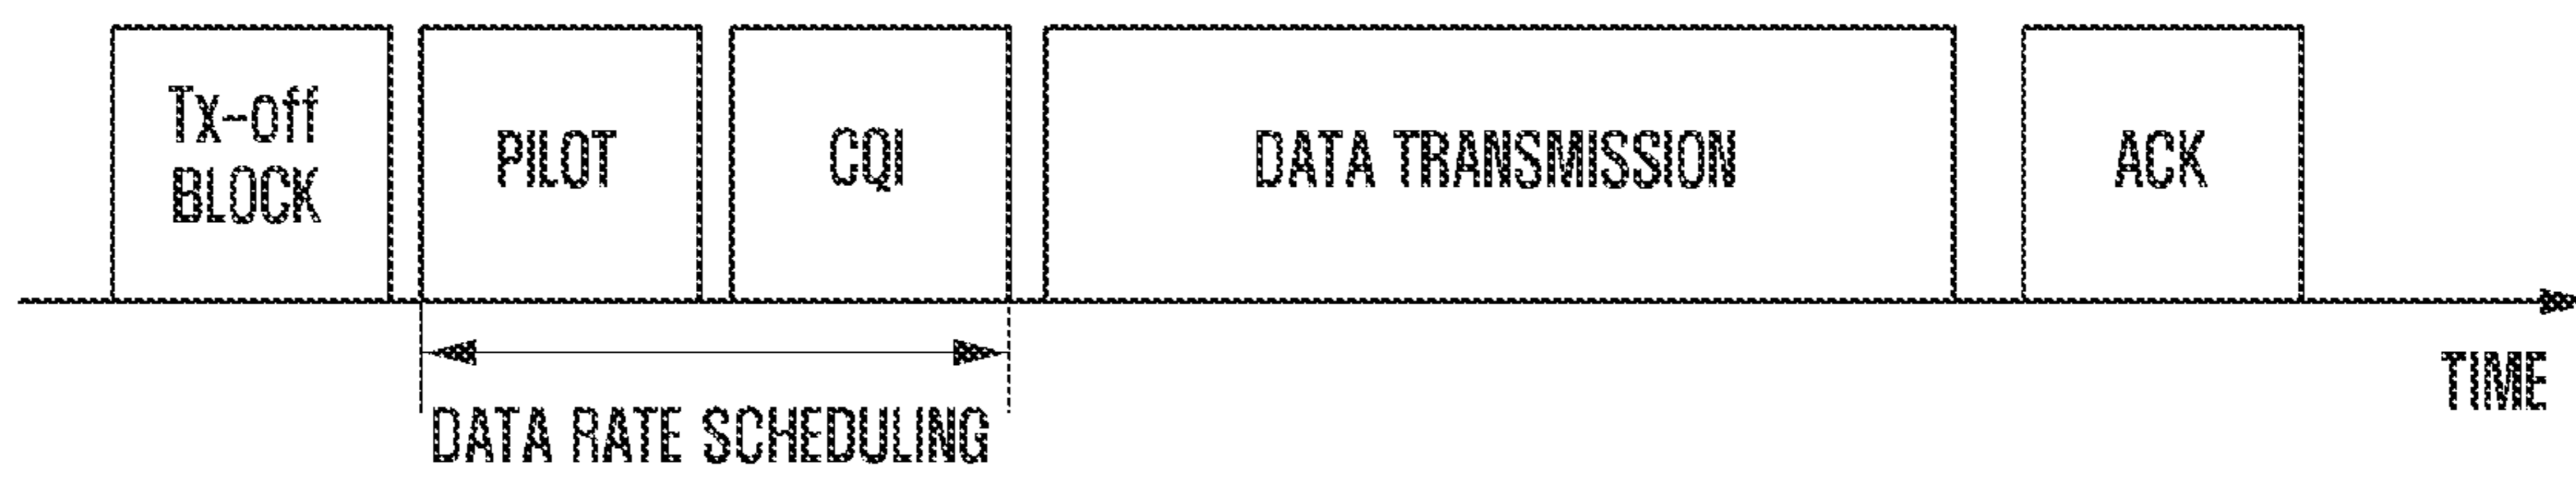 Tx-off
BLOCK
PILOT
CQI
DATA TRANSMISSION
ACK
TIME
DATA RATE SCHEDULING